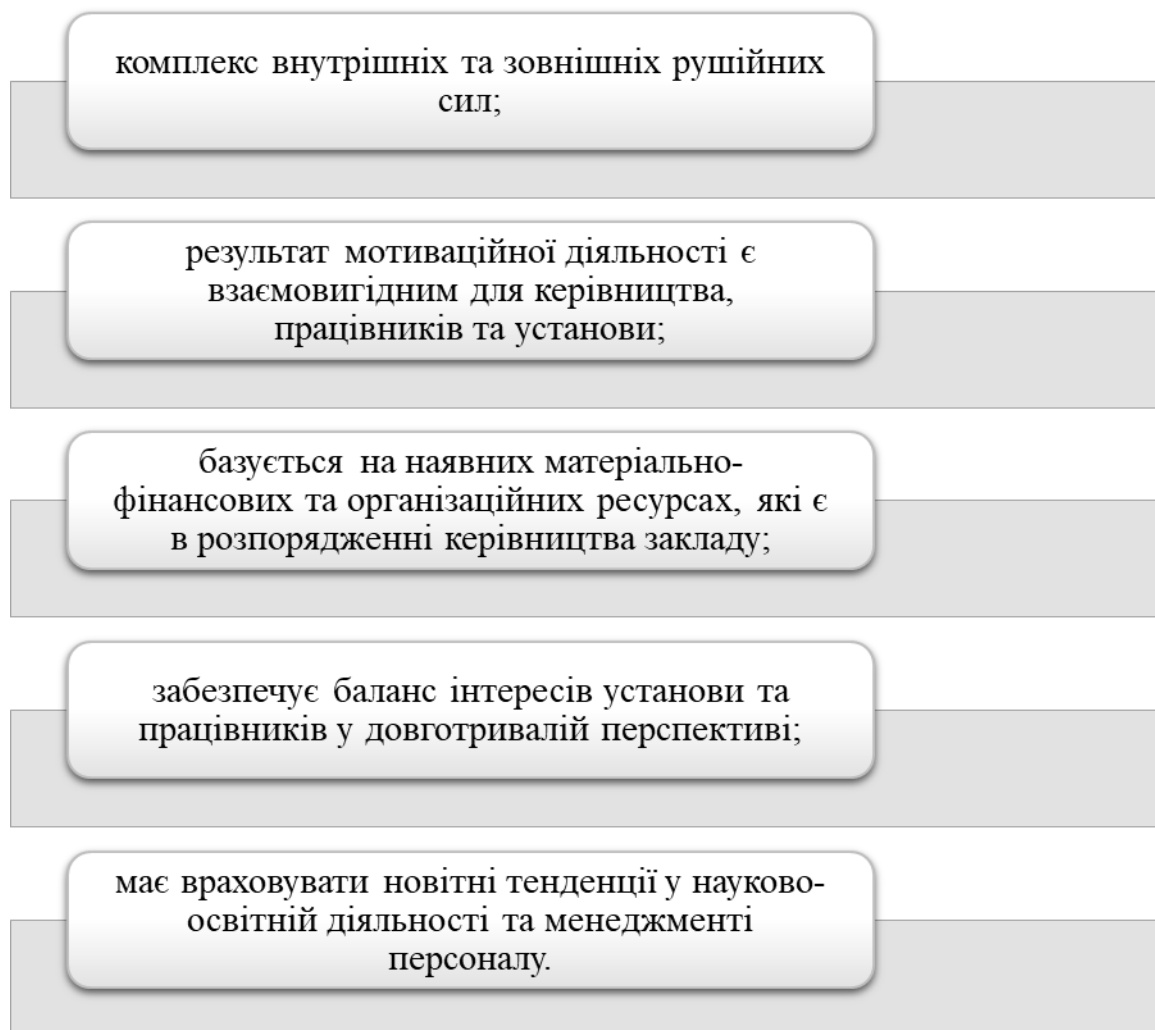 комплекс внутрішніх та зовнішніх рушійних
сил;
результат мотиваційної діяльності є
взаємовигідним для керівництва,
працівників та установи;
базується на наявних матеріально-
фінансових та організаційних ресурсах, які є
в розпорядженні керівництва закладу;
забезпечує баланс інтересів установи та
працівників у довготривалій перспективі;
має враховувати новітні тенденції у науково-
освітній діяльності та менеджменті
персоналу.